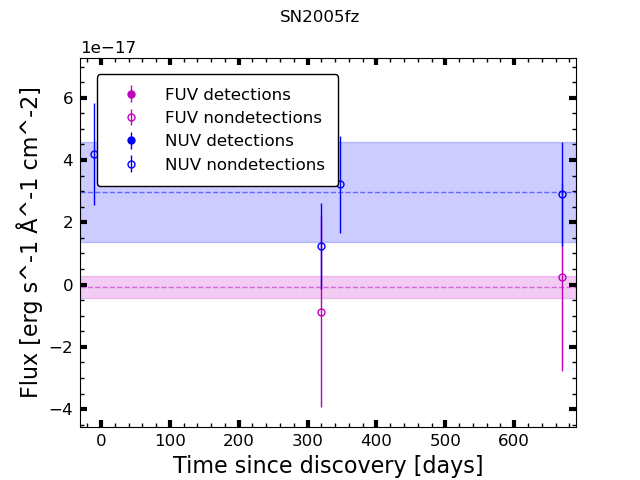 SN2005fz
1e−17
FUV detections
FUV nondetections
NUV detections
NUV nondetections
6
4
2
0
−2
−4
Flux [erg s^-1 Å^-1 cm^-2]
0 100 200 300 400 500 600
Time since discovery [days]